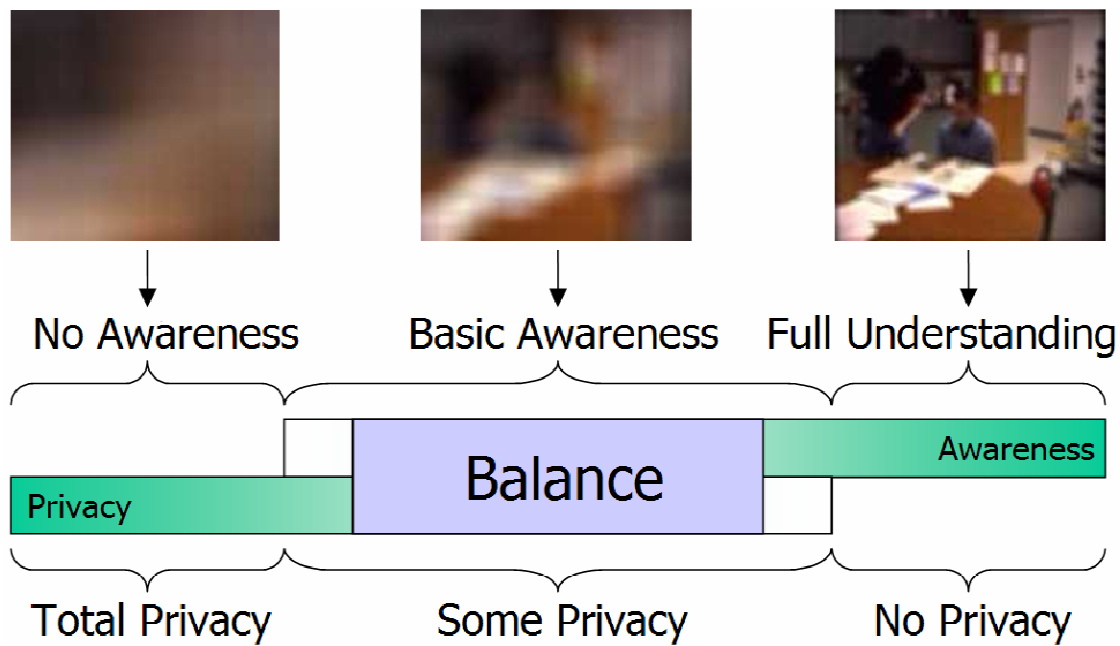 No Awareness
Basic Awareness
Full Understanding
Awareness
Balance
Privacy
Total Privacy
Some Privacy
No Privacy